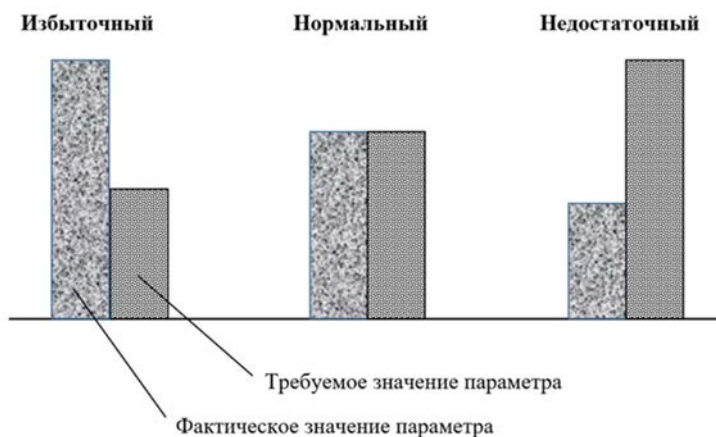 Избыточный
Нормальный
Недостаточный
Требуемое значение параметра
Фактическое значение параметра